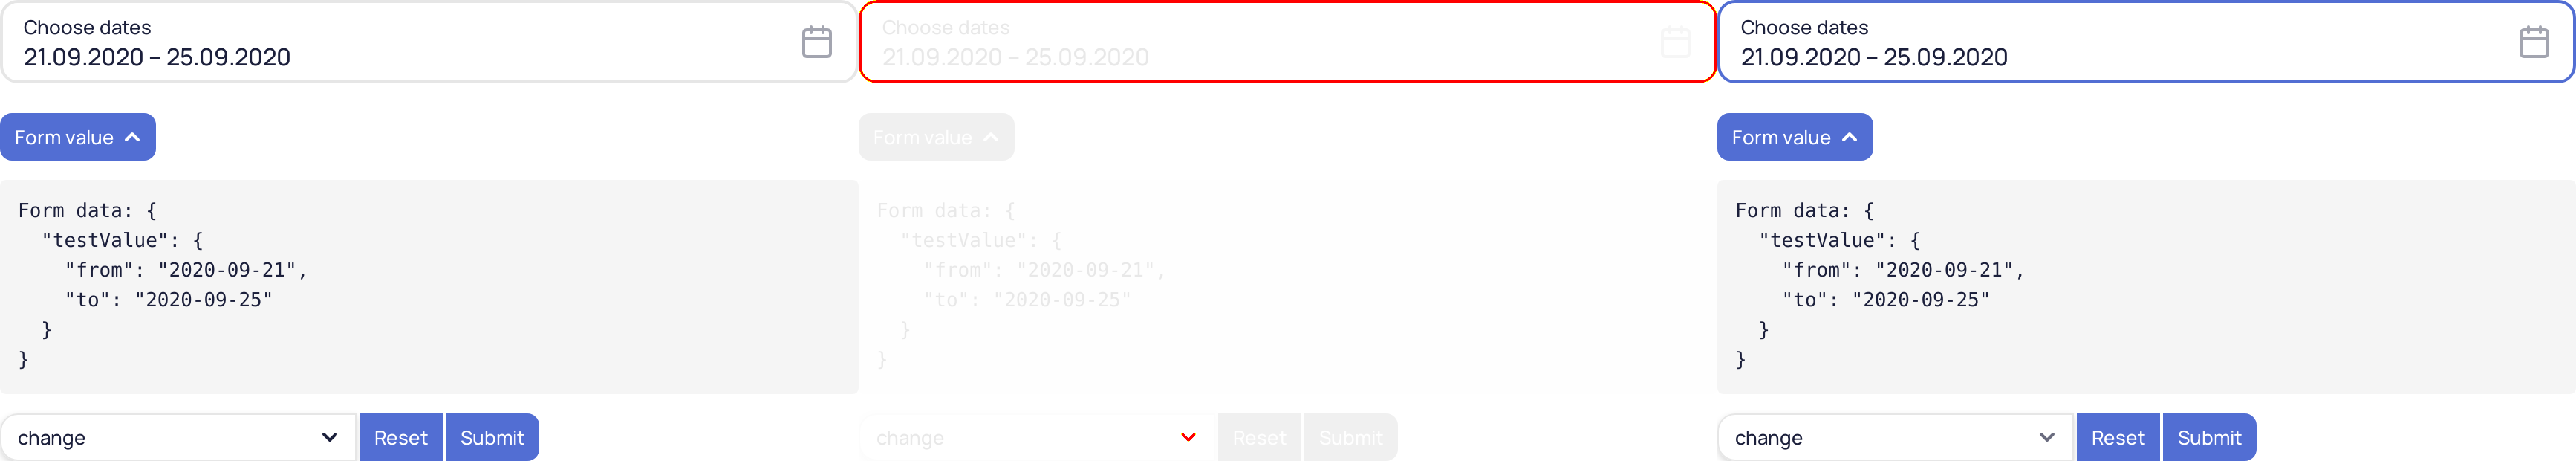 Choose dates
21.09.2020 – 25.09.2020
Form value
Form data: {
  "testValue": {
    "from": "2020-09-21",
    "to": "2020-09-25"
  }
}
change
Reset
Submit
Choose dates
21.09.2020 – 25.09.2020
Form value
Form data: {
  "testValue": {
    "from": "2020-09-21",
    "to": "2020-09-25"
  }
}
change
Reset
Submit
Choose dates
21.09.2020 – 25.09.2020
Form value
Form data: {
  "testValue": {
    "from": "2020-09-21",
    "to": "2020-09-25"
  }
}
change
Reset
Submit